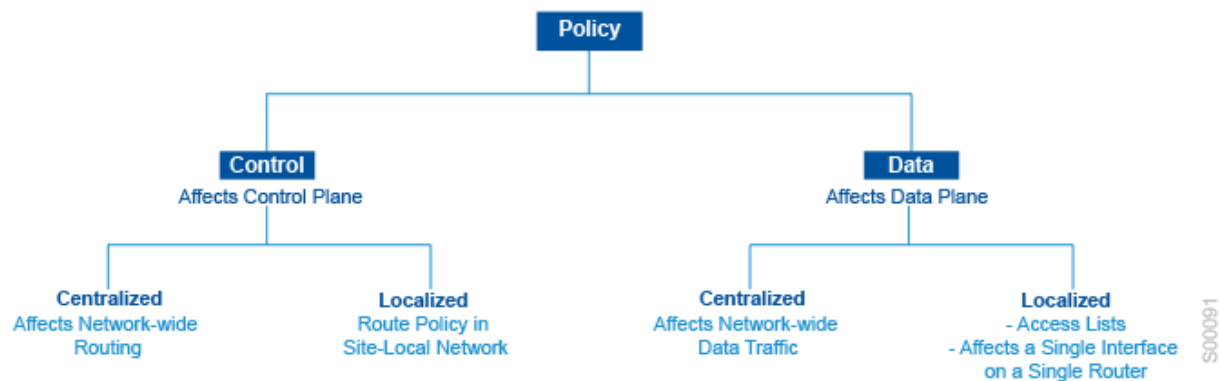 Policy
Control
Affects Control Plane
Data
Affects Data Plane
Centralized
Affects Network-wide
Routing
Localized
Route Policy in
Site-Local Network
Centralized
Affects Network-wide
Data Traffic
Localized
- Access Lists
- Affects a Single Interface
on a Single Router
S00091